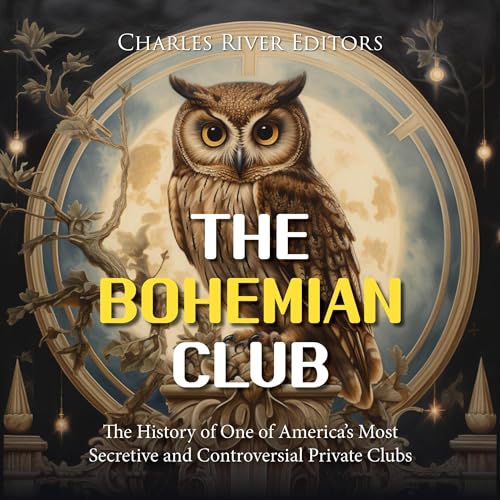 CHARLES RIVER EDITORS
THE
BOHEMIAN
CLUB
The History of One of America's Most
Secretive and Controversial Private Clubs